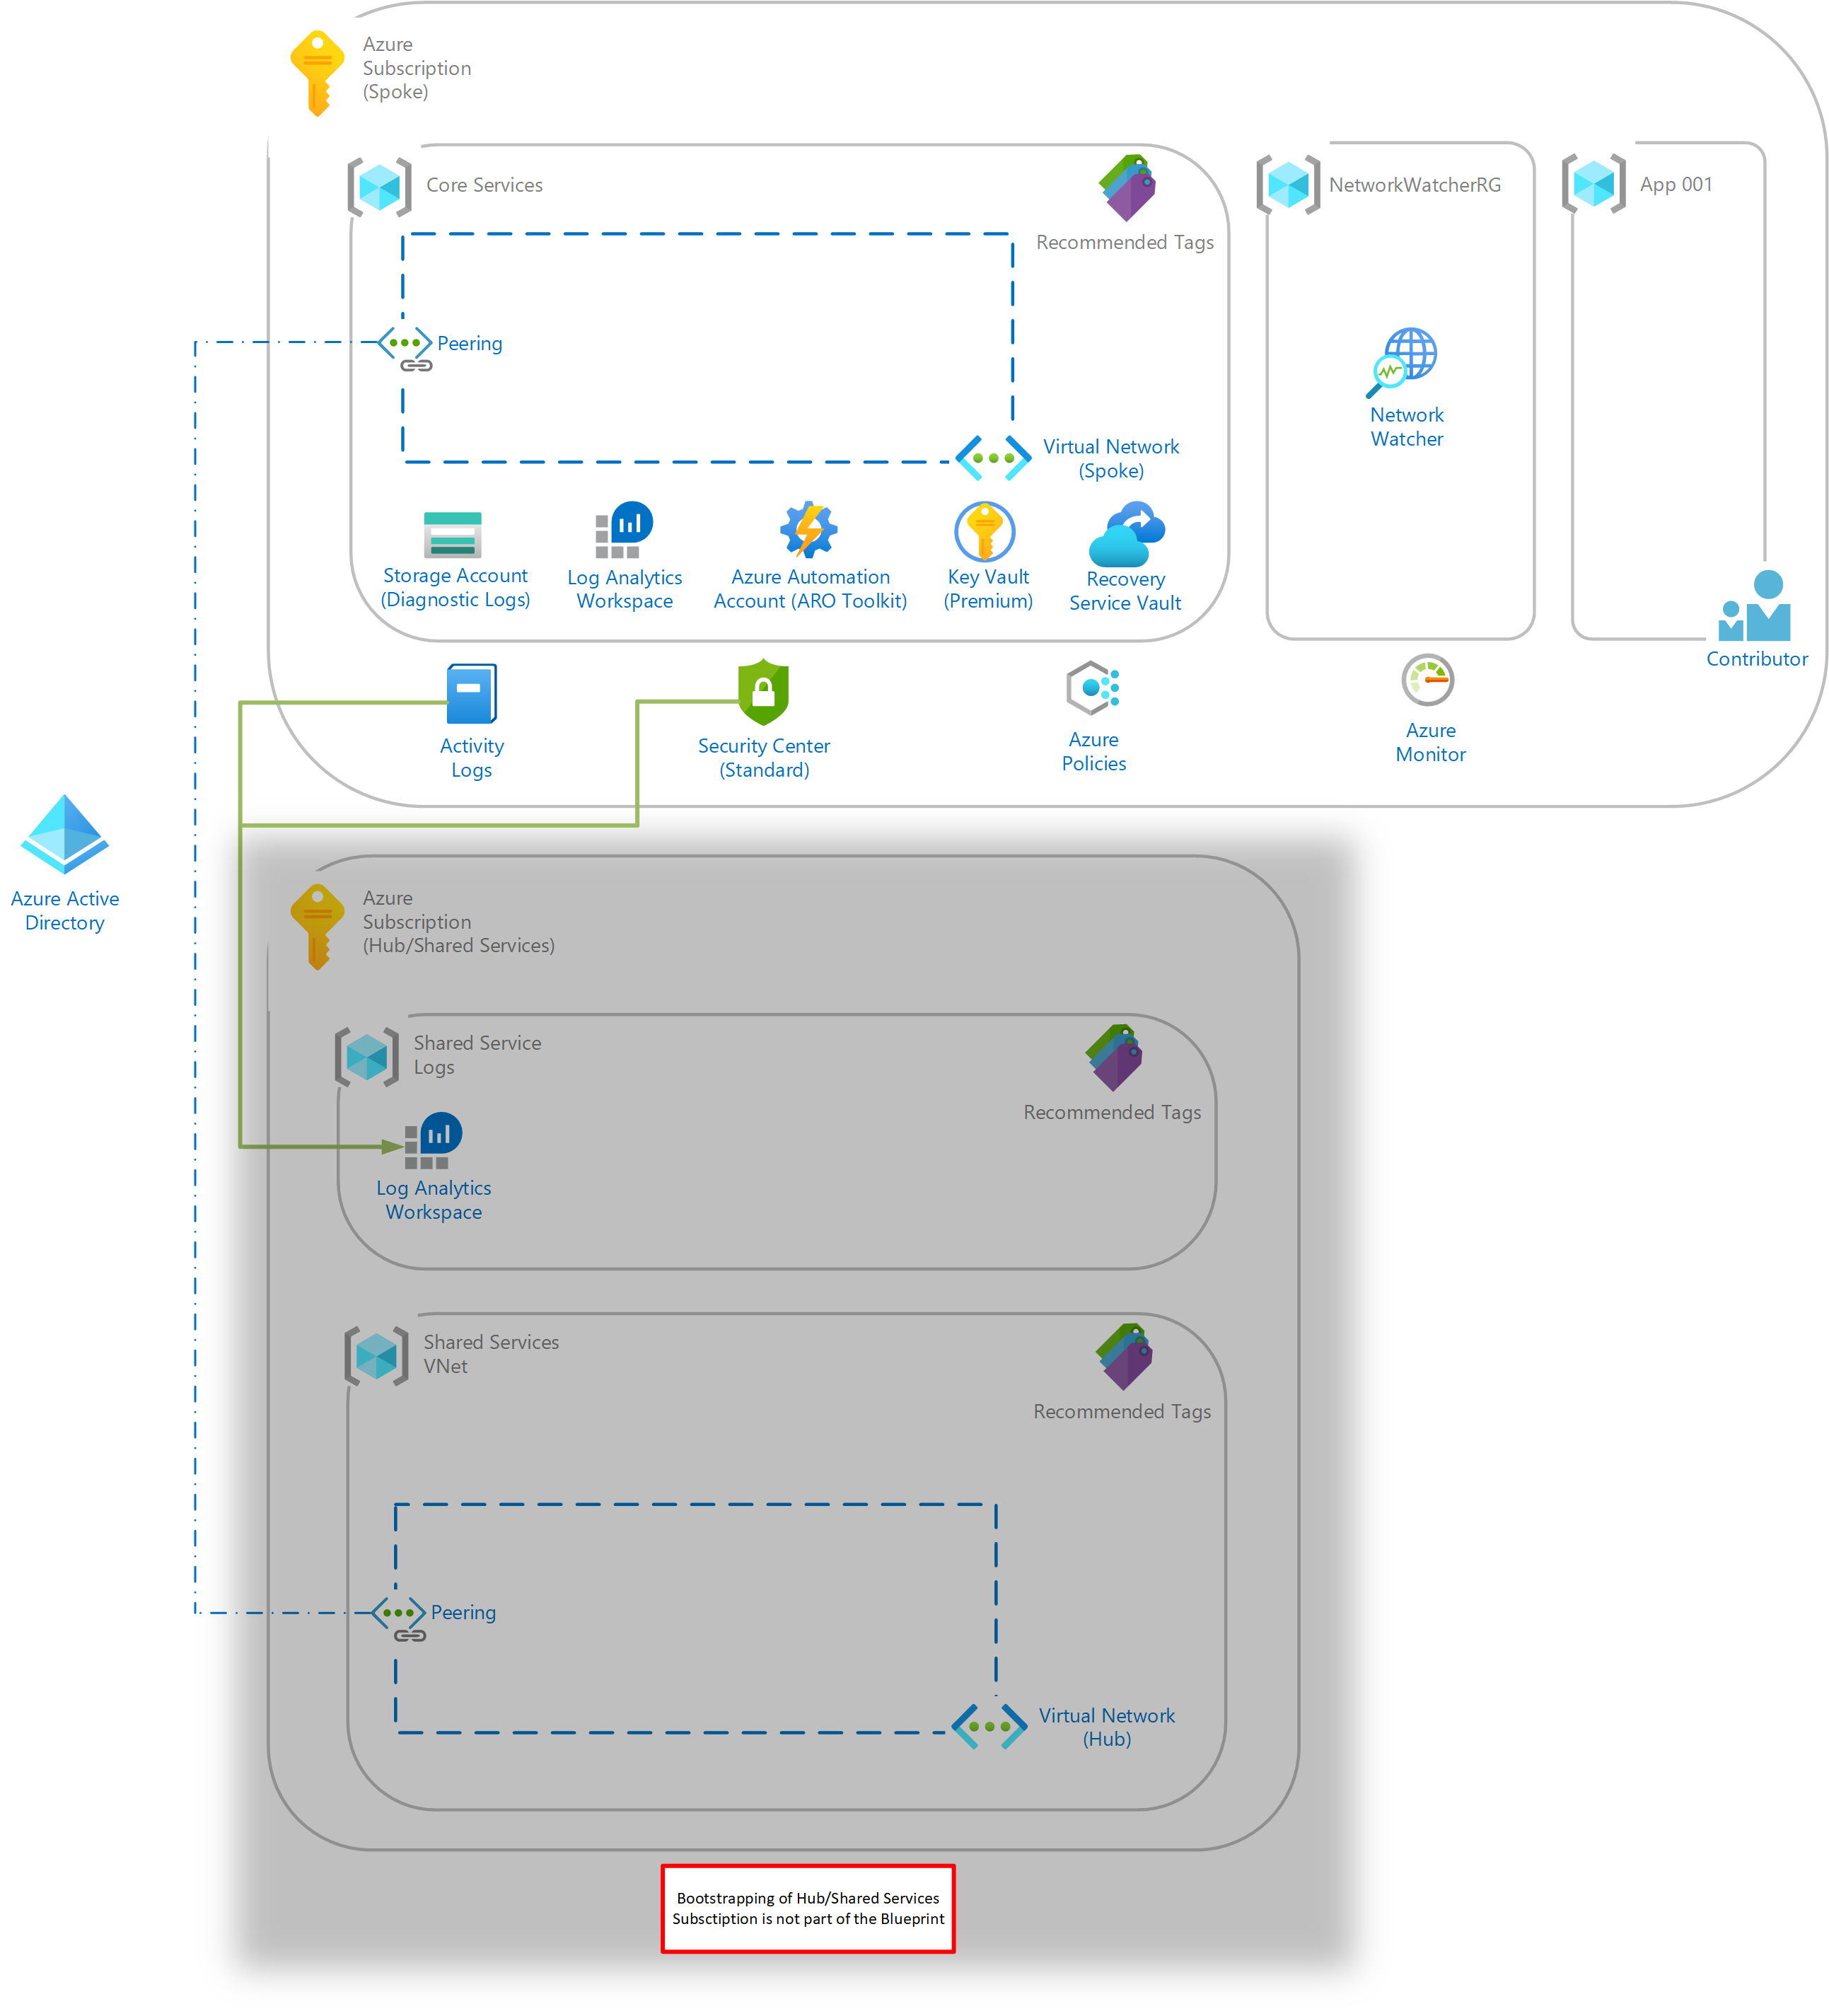 Azure
Subscription
(Spoke)
Core Services
Recommended Tags
NetworkWatcherRG
App 001
Peering
Network
Watcher
Virtual Network
(Spoke)
Storage Account
(Diagnostic Logs)
Log Analytics
Workspace
Azure Automation
Account (ARO Toolkit)
Key Vault
(Premium)
Recovery
Service Vault
Contributor
Activity
Logs
Security Center
(Standard)
Azure
Policies
Azure
Monitor
Azure Active
Directory
Azure
Subscription
(Hub/Shared Services)
Shared Service
Logs
Recommended Tags
Log Analytics
Workspace
Shared Services
VNet
Recommended Tags
Peering
Virtual Network
(Hub)
Bootstrapping of Hub/Shared Services
Subsctiption is not part of the Blueprint